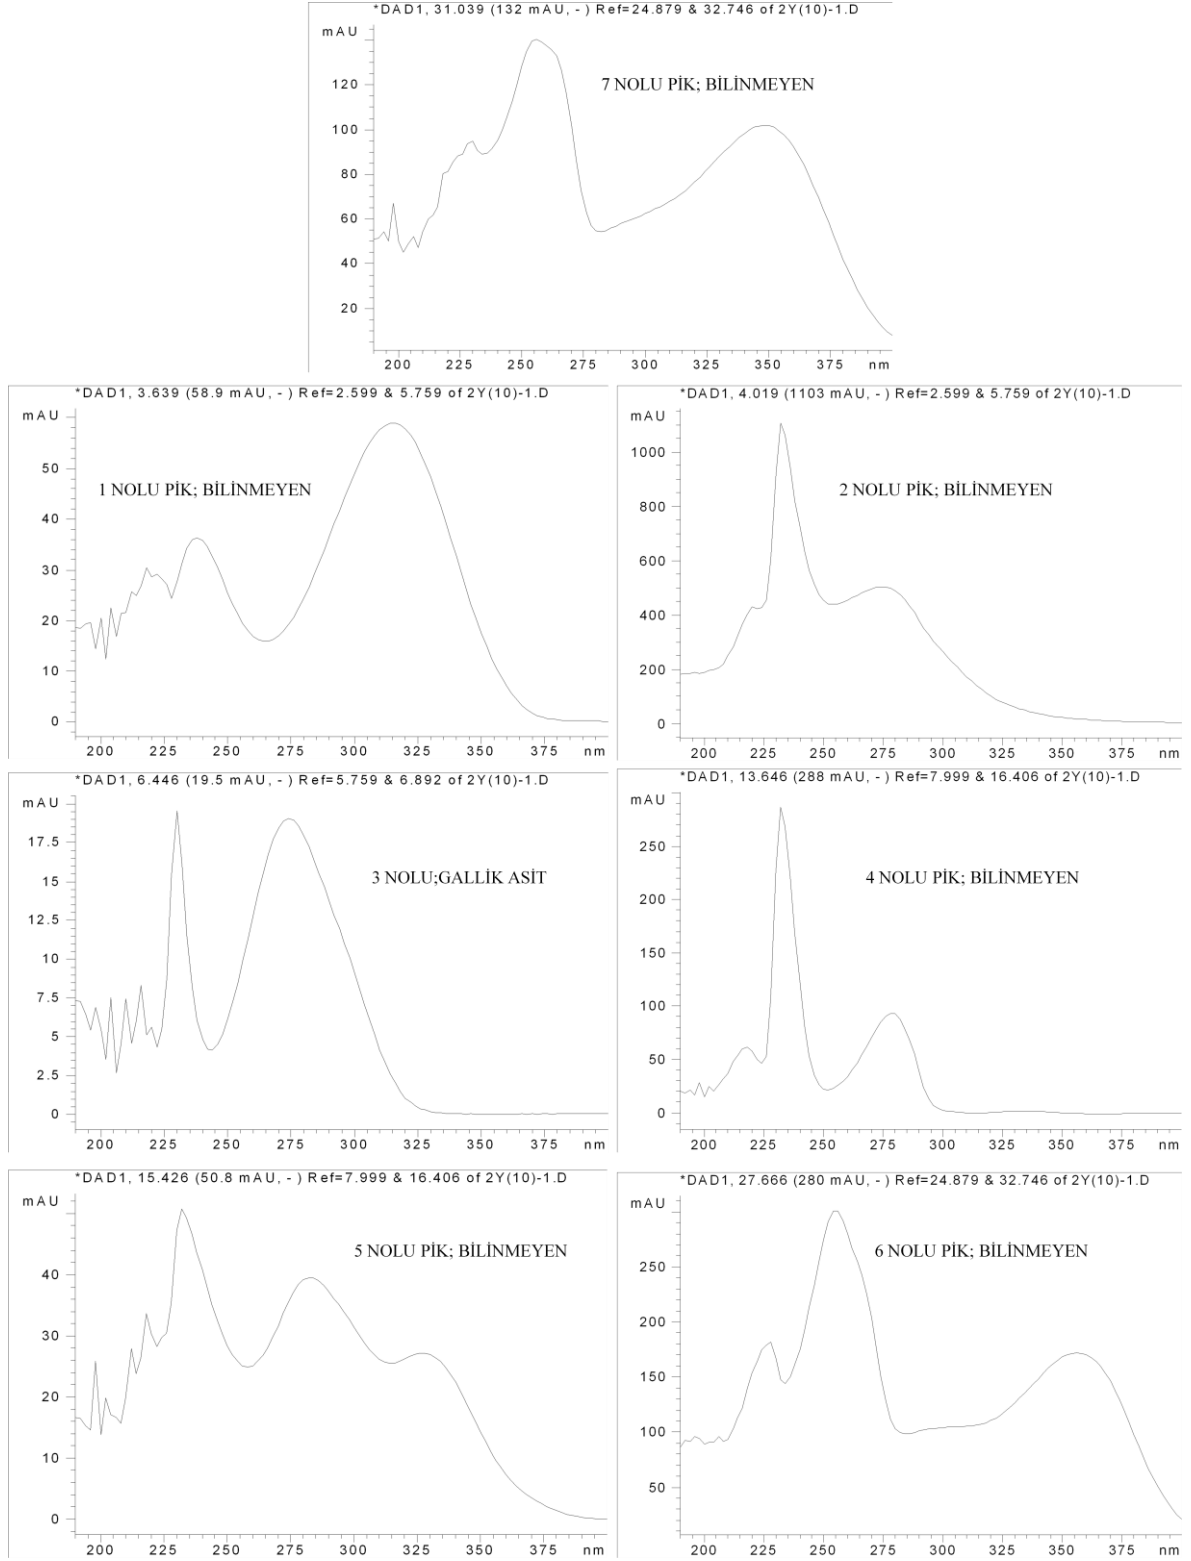 *DAD1, 31.039 (132 mAU, - ) Ref=24.879 & 32.746 of 2Y(10)-1.D
mAU
7 NOLU PİK; BİLİNMEYEN
120
100
80
60
40
20
200 225 250 275 300 325 350 375 nm
*DAD1, 3.639 (58.9 mAU, - ) Ref=2.599 & 5.759 of 2Y(10)-1.D
mAU
1 NOLU PİK; BİLİNMEYEN
50
40
30
20
10
0
200 225 250 275 300 325 350 375 nm
*DAD1, 4.019 (1103 mAU, - ) Ref=2.599 & 5.759 of 2Y(10)-1.D
mAU
2 NOLU PİK; BİLİNMEYEN
1000
800
600
400
200
0
200 225 250 275 300 325 350 375 nm
*DAD1, 6.446 (19.5 mAU, - ) Ref=5.759 & 6.892 of 2Y(10)-1.D
mAU
3 NOLU;GALLİK ASİT
17.5
15
12.5
10
7.5
5
2.5
0
200 225 250 275 300 325 350 375 nm
*DAD1, 13.646 (288 mAU, - ) Ref=7.999 & 16.406 of 2Y(10)-1.D
mAU
4 NOLU PİK; BİLİNMEYEN
250
200
150
100
50
0
200 225 250 275 300 325 350 375 nm
*DAD1, 15.426 (50.8 mAU, - ) Ref=7.999 & 16.406 of 2Y(10)-1.D
mAU
5 NOLU PİK; BİLİNMEYEN
40
30
20
10
0
200 225 250 275 300 325 350 375 nm
*DAD1, 27.666 (280 mAU, - ) Ref=24.879 & 32.746 of 2Y(10)-1.D
mAU
6 NOLU PİK; BİLİNMEYEN
250
200
150
100
50
200 225 250 275 300 325 350 375 nm